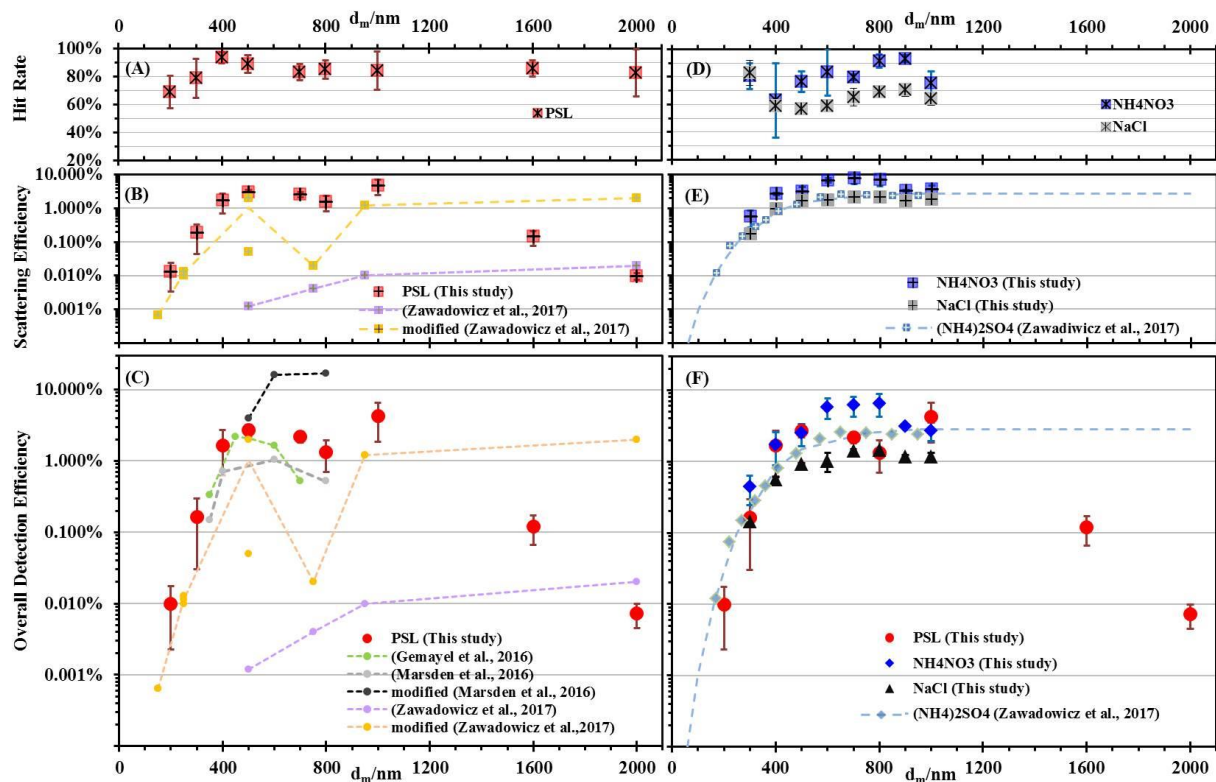 dm/nm
dm/nm
0 400 800 1200 1600 2000
0 400 800 1200 1600 2000
Hit Rate
100%
80%
60%
40%
20%
(A)
PSL
(D)
NH4NO3
NaCl
Scattering Efficiency
1.000%
0.100%
0.010%
0.001%
(B)
PSL (This study)
(Zawadowicz et al., 2017)
modified (Zawadowicz et al., 2017)
(E)
NH4NO3 (This study)
NaCl (This study)
(NH4)2SO4 (Zawadiwicz et al., 2017)
Overall Detection Efficiency
10.000%
1.000%
0.100%
0.010%
0.001%
(C)
PSL (This study)
(Gemayel et al., 2016)
(Marsden et al., 2016)
modified (Marsden et al., 2016)
(Zawadowicz et al., 2017)
modified (Zawadowicz et al.,2017)
(F)
PSL (This study)
NH4NO3 (This study)
NaCl (This study)
(NH4)2SO4 (Zawadowicz et al., 2017)
0 400 800 1200 1600 2000
0 400 800 1200 1600 2000
dm/nm
dm/nm